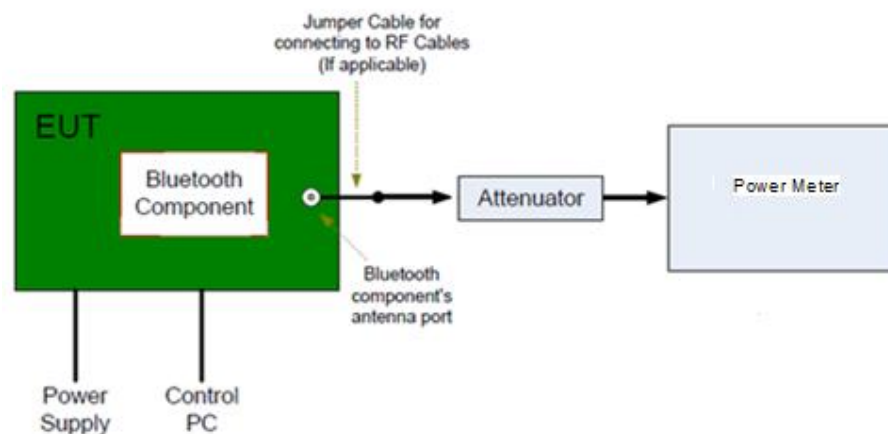 Jumper Cable for
connecting to RF Cables
(If applicable)
EUT
Bluetooth
Component
Attenuator
Power Meter
Bluetooth
component's
antenna port
Power
Supply
Control
PC